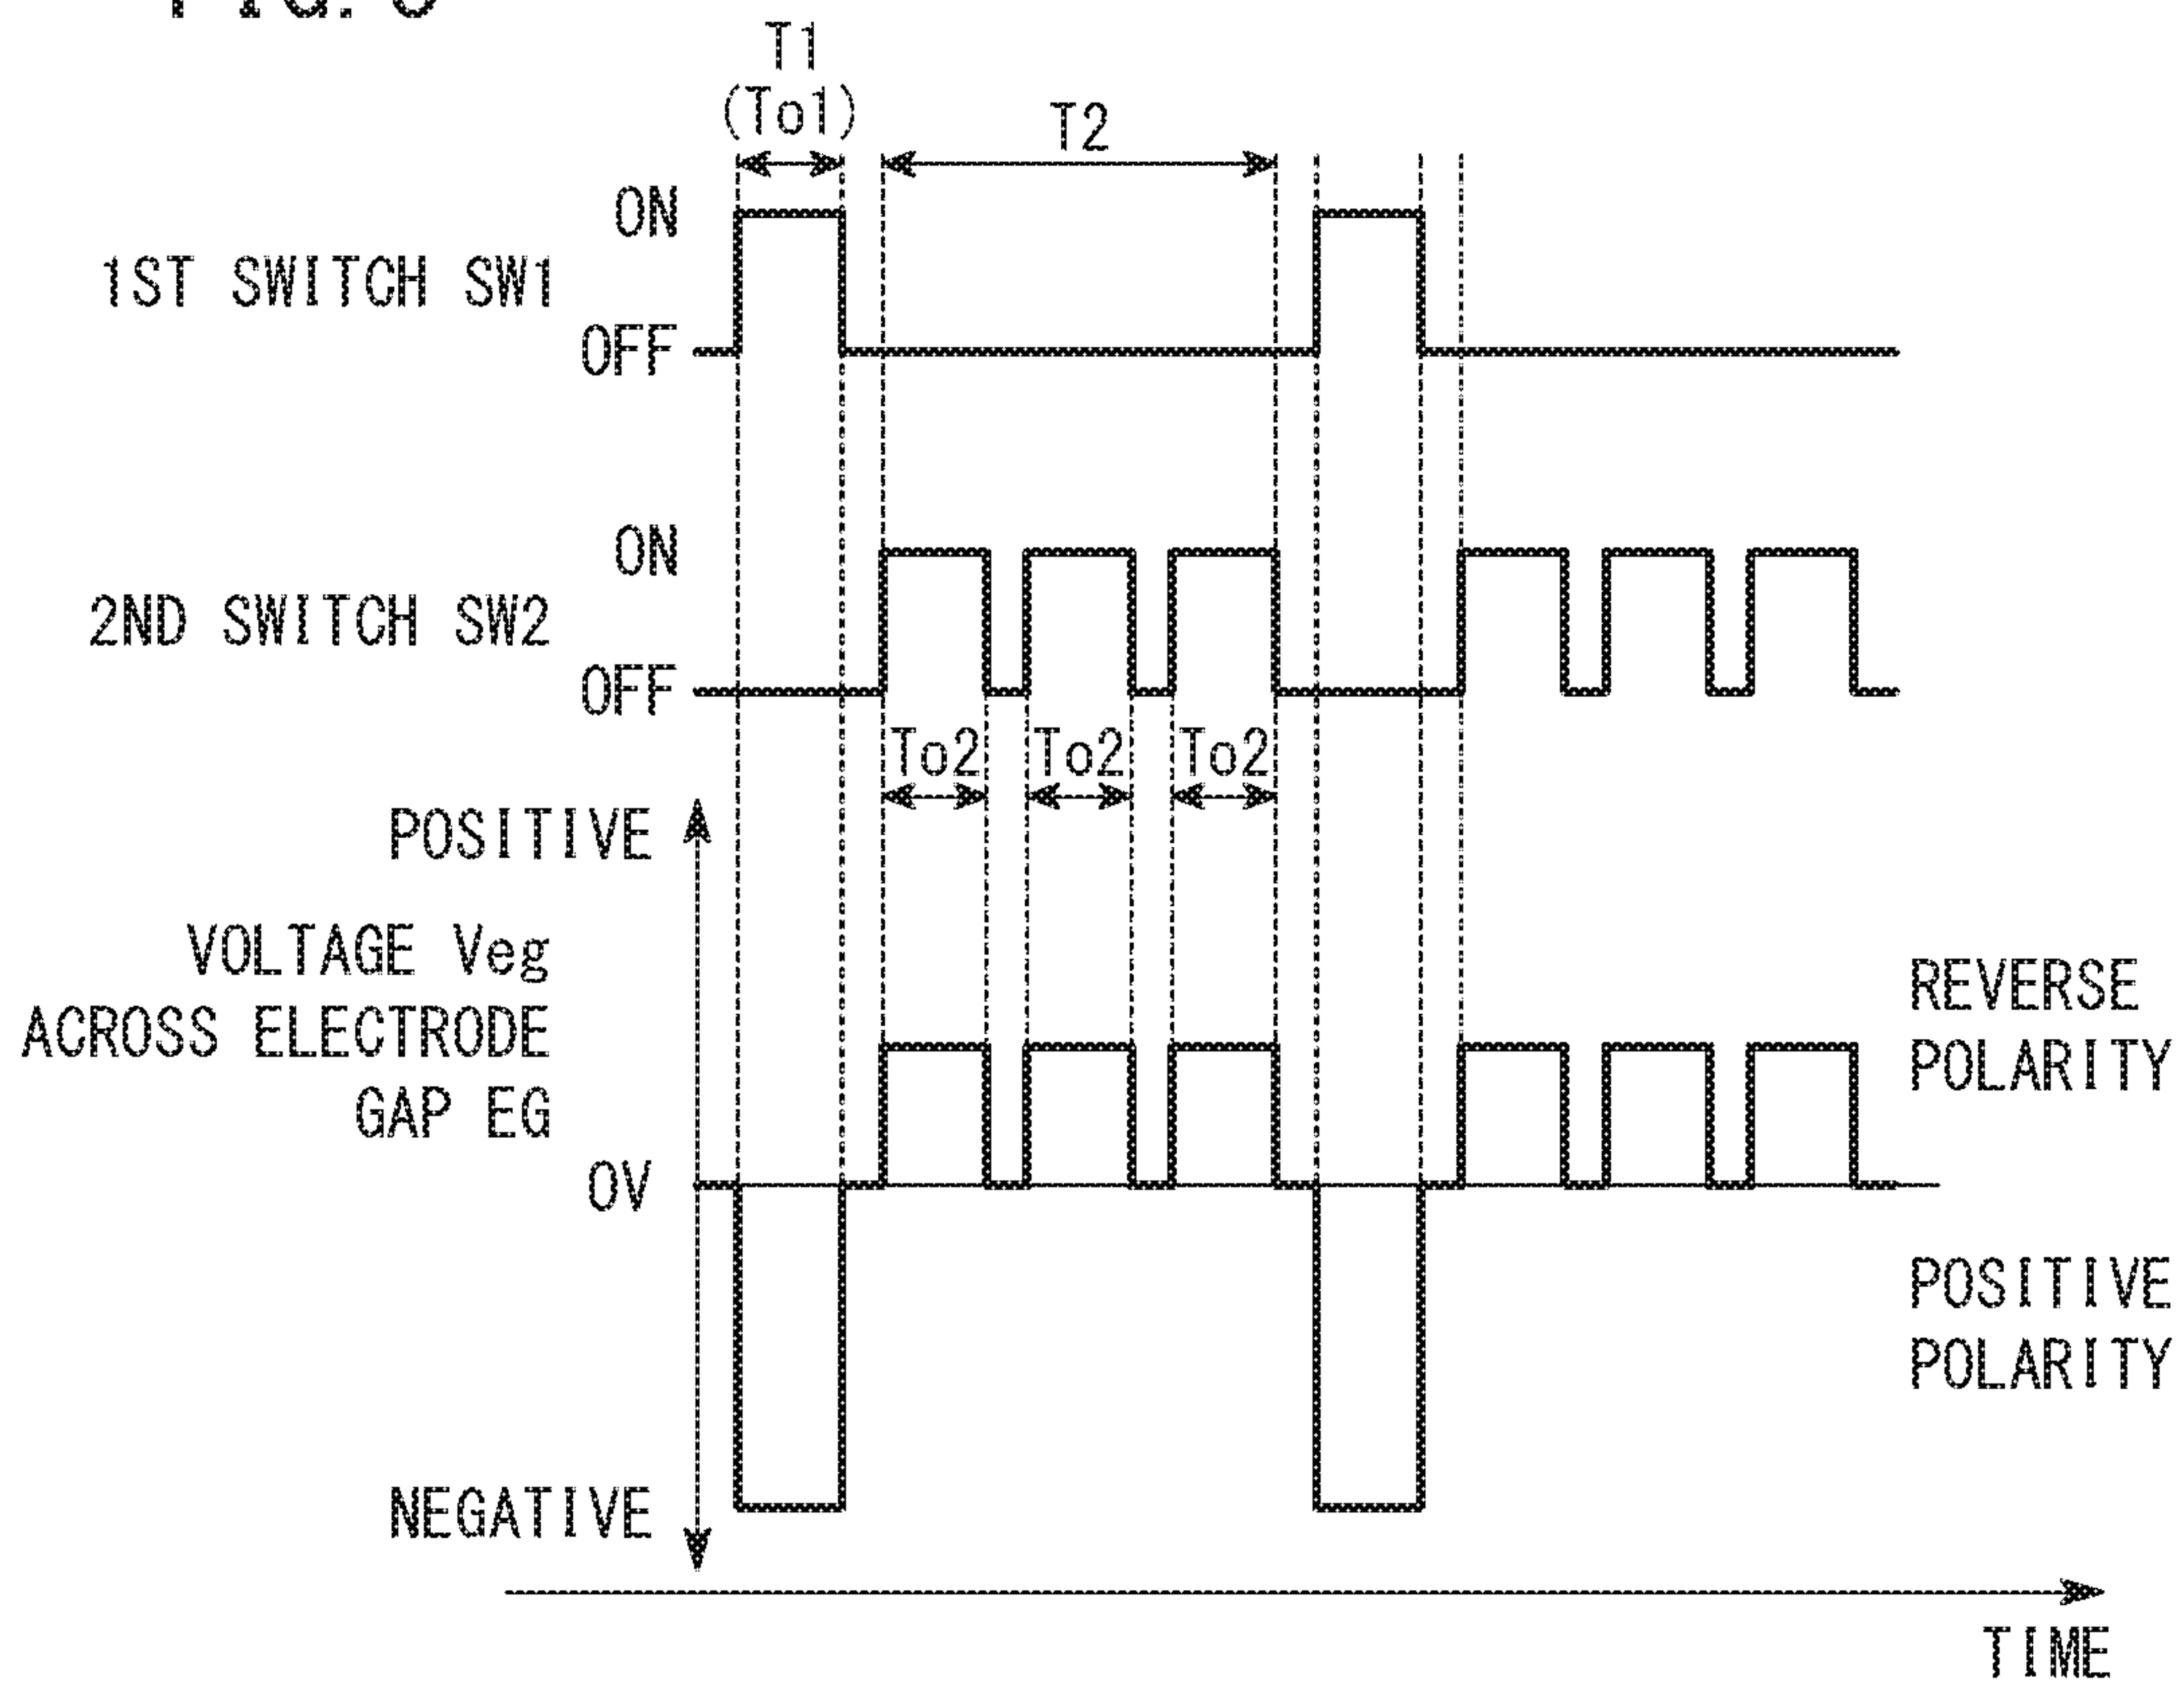 T1
(To1)
T2
ON
1ST SWITCH SW1
OFF
ON
2ND SWITCH SW2
OFF
To2 To2 To2
POSITIVE
VOLTAGE Veg
ACROSS ELECTRODE
GAP EG
0V
NEGATIVE
REVERSE
POLARITY
POSITIVE
POLARITY
TIME